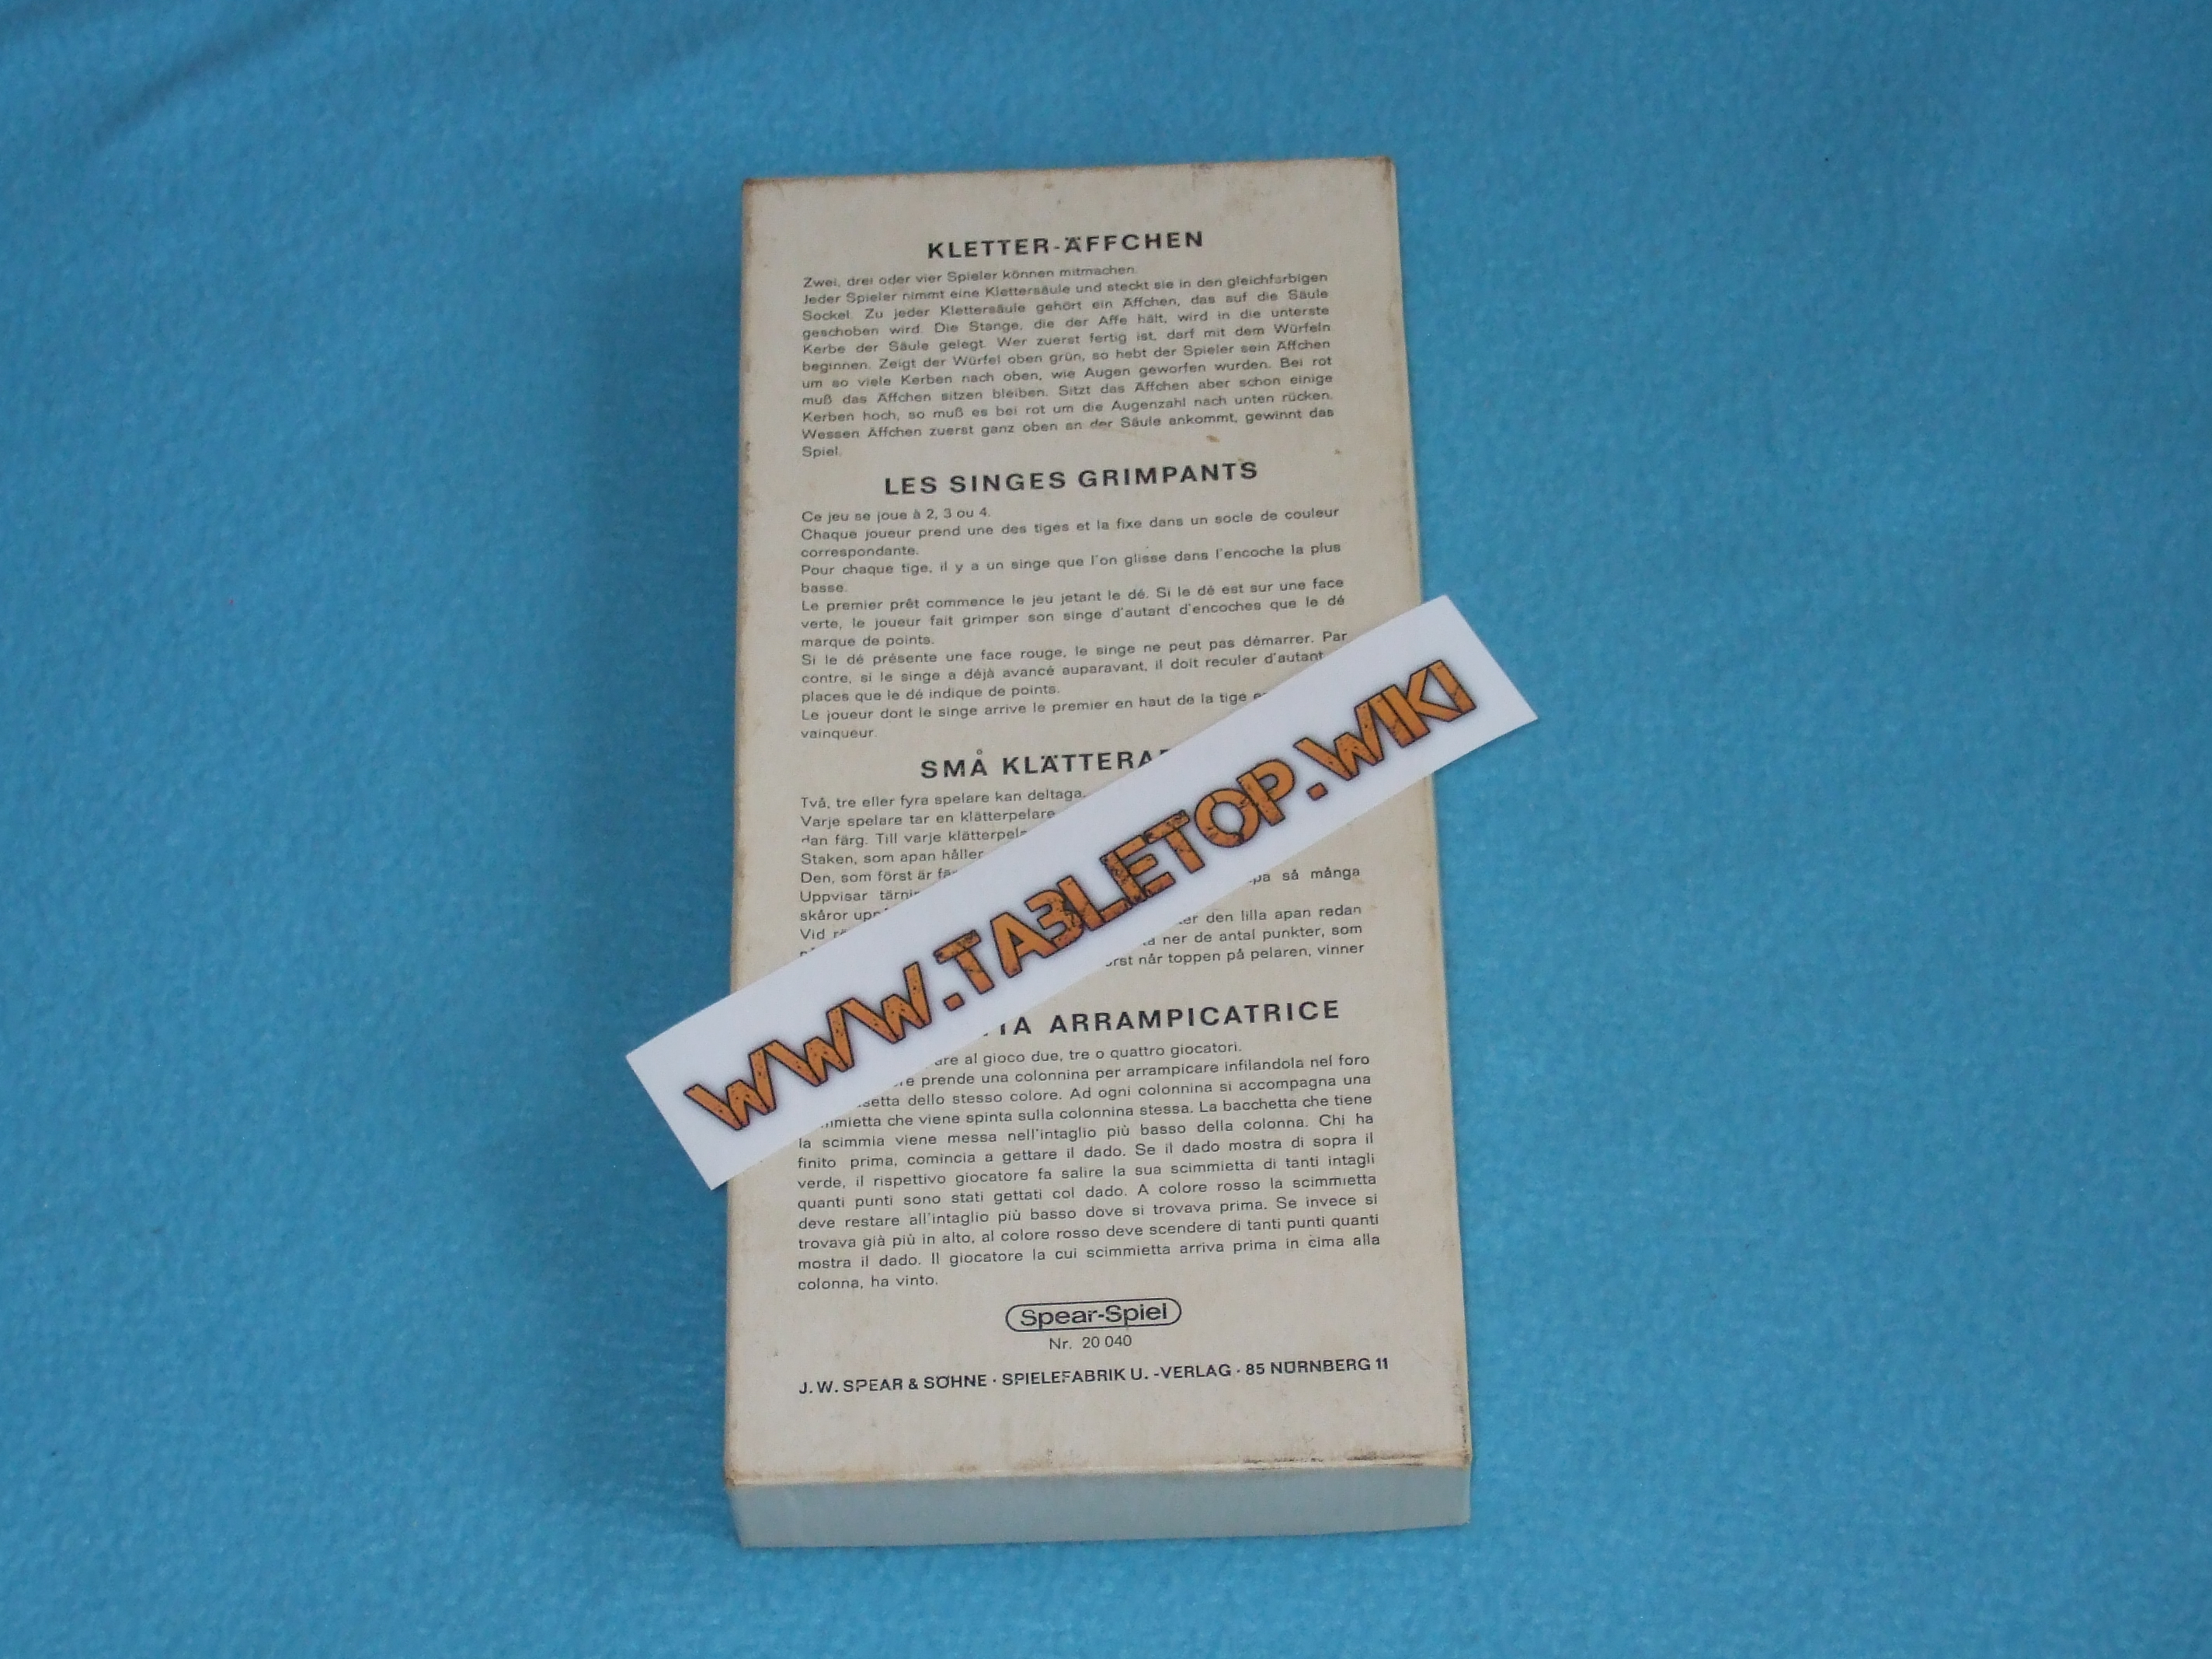 KLETTER-ÄFFCHEN
Zwei, drei oder vier Spieler können mitmachen.
Jeder Spieler nimmt eine Klettersäule und steckt sie in den gleichfarbigen
Sockel. Zu jeder Klettersäule gehört ein Äffchen, das auf die Säule
geschoben wird. Die Stange, die der Affe hält, wird in die unterste
Kerbe der Säule gelegt. Wer zuerst fertig ist, darf mit dem Würfeln
beginnen. Zeigt der Würfel oben grün, so hebt der Spieler sein Äffchen
um so viele Kerben nach oben, wie Augen geworfen wurden. Bei rot
muß das Äffchen sitzen bleiben. Sitzt das Äffchen aber schon einige
Kerben hoch, so muß es bei rot um die Augenzahl nach unten rücken.
Wessen Äffchen zuerst ganz oben an der Säule ankommt, gewinnt das
Spiel.
LES SINGES GRIMPANTS
Ce jeu se joue à 2, 3 ou 4.
Chaque joueur prend une des tiges et la fixe dans un socle de couleur
correspondante.
Pour chaque tige, il y a un singe que l'on glisse dans l'encoche la plus
basse.
Le premier prêt commence le jeu jetant le dé. Si le dé est sur une face
verte, le joueur fait grimper son singe d'autant d'encoches que le dé
marque de points.
Si le dé présente une face rouge, le singe ne peut pas démarrer. Par
contre, si le singe a déjà avancé auparavant, il doit reculer d'autant
places que le dé indique de points.
Le joueur dont le singe arrive le premier en haut de la tige
vainqueur.
SMÅ
Två, tre eller fyra spelare kan deltaga.
Varje spelare tar en klätterpelare
färg. Till varje
Staken, som apan håller
Den, som först är
Uppvisar så många
skåror
Vid den lilla apan redan
ner de antal punkter, som
når toppen på pelaren, vinner
WWW.TABLETOP.WIKI
ARRAMPICATRICE
al gioco due, tre o quattro giocatori.
prende una colonnina per arrampicare infilandola nel foro
dello stesso colore. Ad ogni colonnina si accompagna una
che viene spinta sulla colonnina stessa. La bacchetta che tiene
la scimmia viene messa nell'intaglio più basso della colonna. Chi ha
finito prima, comincia a gettare il dado. Se il dado mostra di sopra il
verde, il rispettivo giocatore fa salire la sua scimmietta di tanti intagli
quanti punti sono stati gettati col dado. A colore rosso la scimmietta
deve restare all'intaglio più basso dove si trovava prima. Se invece si
trovava già più in alto, al colore rosso deve scendere di tanti punti quanti
mostra il dado. Il giocatore la cui scimmietta arriva prima in cima alla
colonna, ha vinto.
Spear-Spiel
Nr. 20 040
J. W. SPEAR & SÖHNE · SPIELEFABRIK U. -VERLAG · 85 NÜRNBERG 11